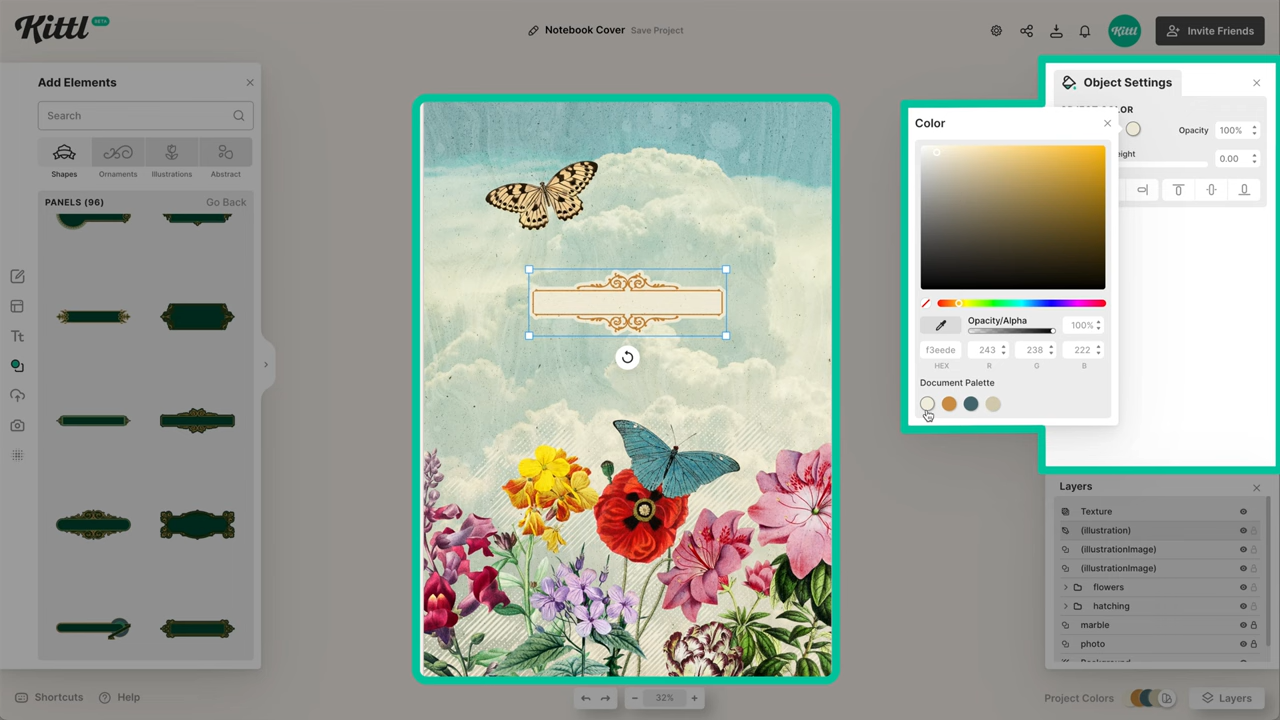 Kittl BETA
Notebook Cover Save Project
Kittl
Invite Friends
Add Elements
Search
Shapes Ornaments Illustrations Abstract
PANELS (96) Go Back
Object Settings
Opacity 100%
0.00
Color
Opacity/Alpha
100%
f3eede 243 238 222
HEX R G B
Document Palette
Layers
Texture
(illustration)
(illustrationImage)
(illustrationImage)
flowers
hatching
marble
photo
Shortcuts Help
32%
Project Colors Layers